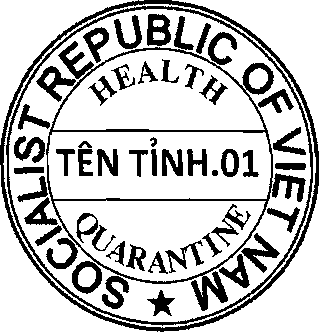 SOCIALIST REPUBLIC OF VIET NAM
HEALTH
TÊN TỈNH.01
QUARANTINE